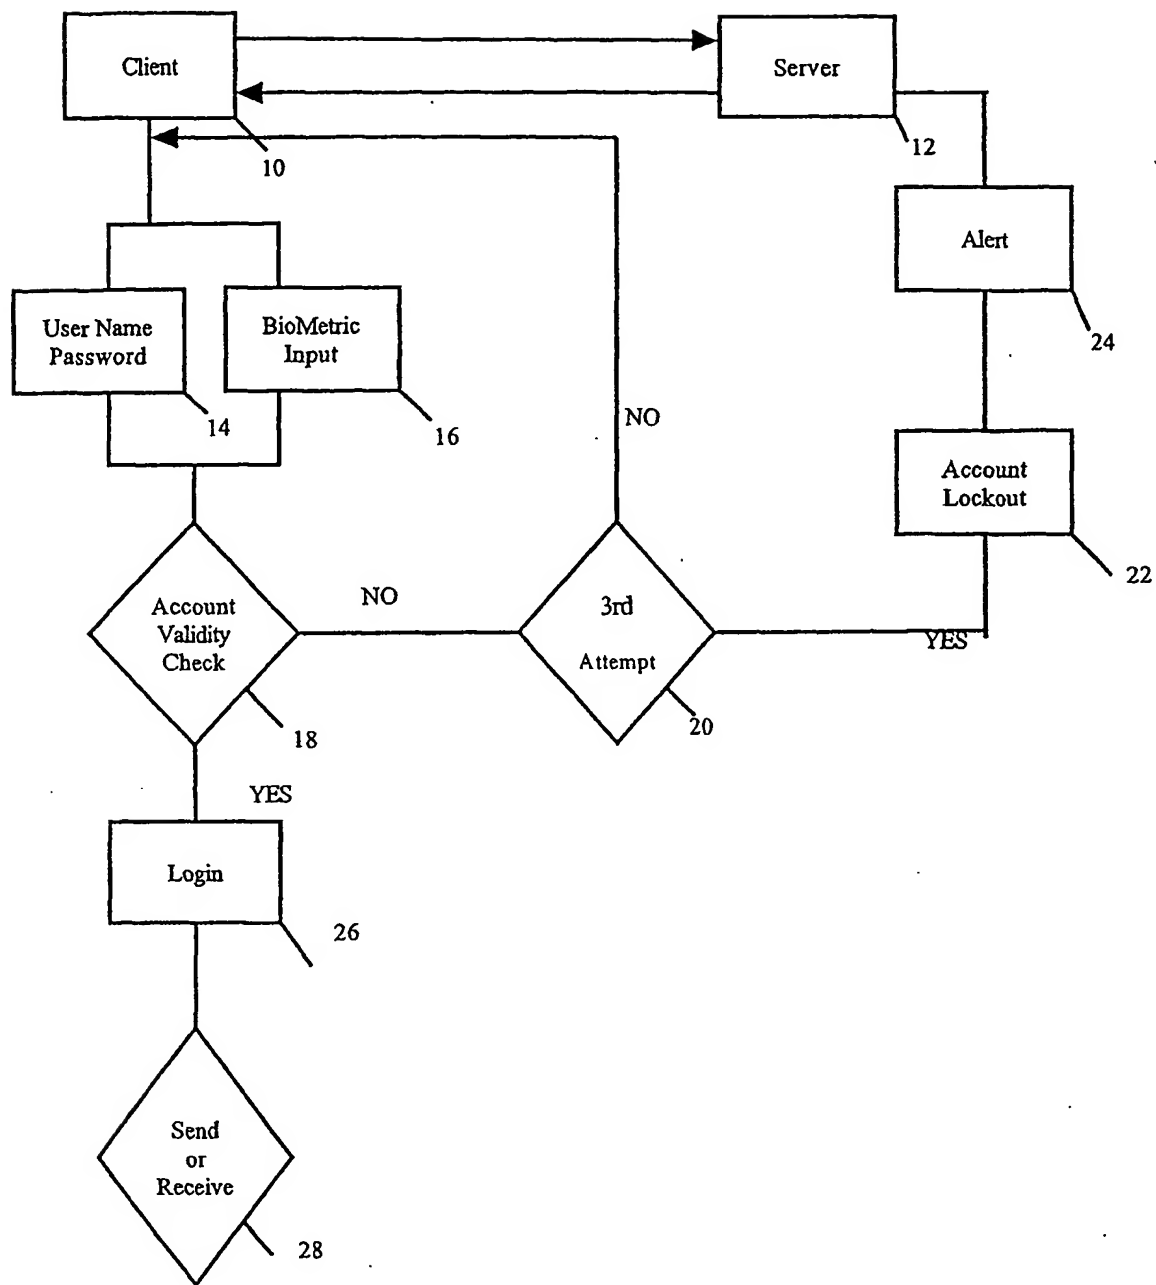 Client
Server
10
12
Alert
24
User Name
Password
14
BioMetric
Input
16
NO
Account
Lockout
22
Account
Validity
Check
18
NO
3rd
Attempt
20
YES
YES
Login
26
Send
or
Receive
28